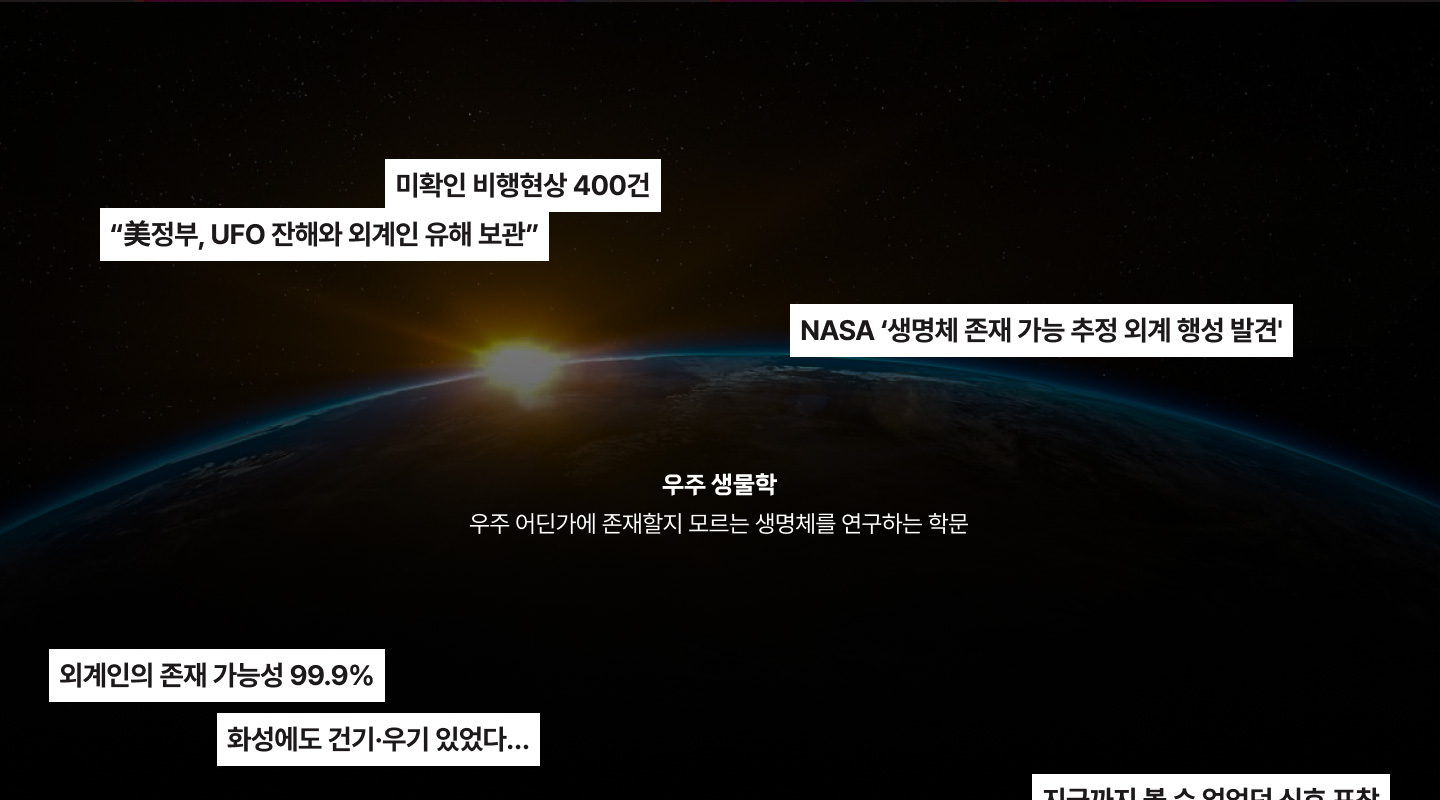 미확인 비행현상 400건
“美정부, UFO 잔해와 외계인 유해 보관”
NASA ‘생명체 존재 가능 추정 외계 행성 발견'
우주 생물학
우주 어딘가에 존재할지 모르는 생명체를 연구하는 학문
외계인의 존재 가능성 99.9%
화성에도 건기·우기 있었다...
지금까지 볼 수 없었던 신호 포착